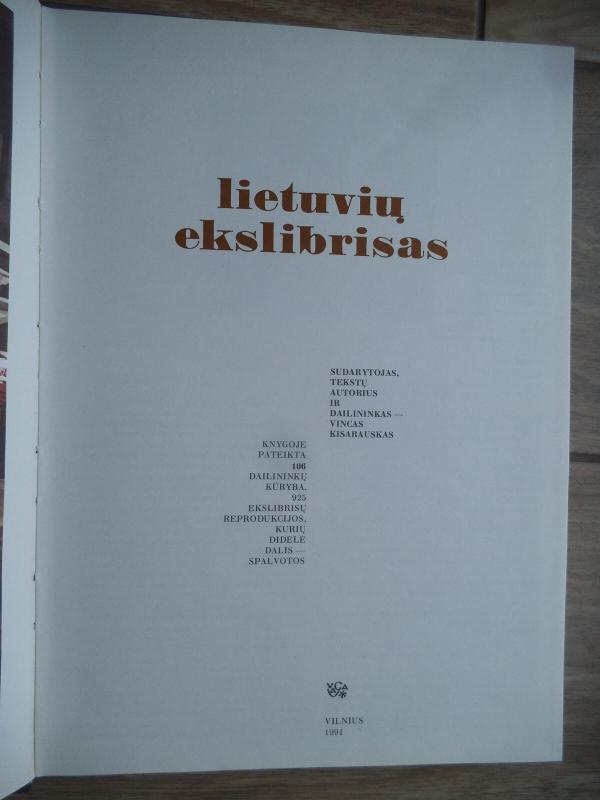 lietuvių
ekslibrisas
SUDARYTOJAS,
TEKSTŲ
AUTORIUS
IR
DAILININKAS —
VINCAS
KISARAUSKAS
KNYGOJE
PATEIKTA
106
DAILININKŲ
KŪRYBA,
925
EKSLIBRISŲ
REPRODUKCIJOS,
KURIŲ
DIDELĖ
DALIS —
SPALVOTOS
VILNIUS
1991